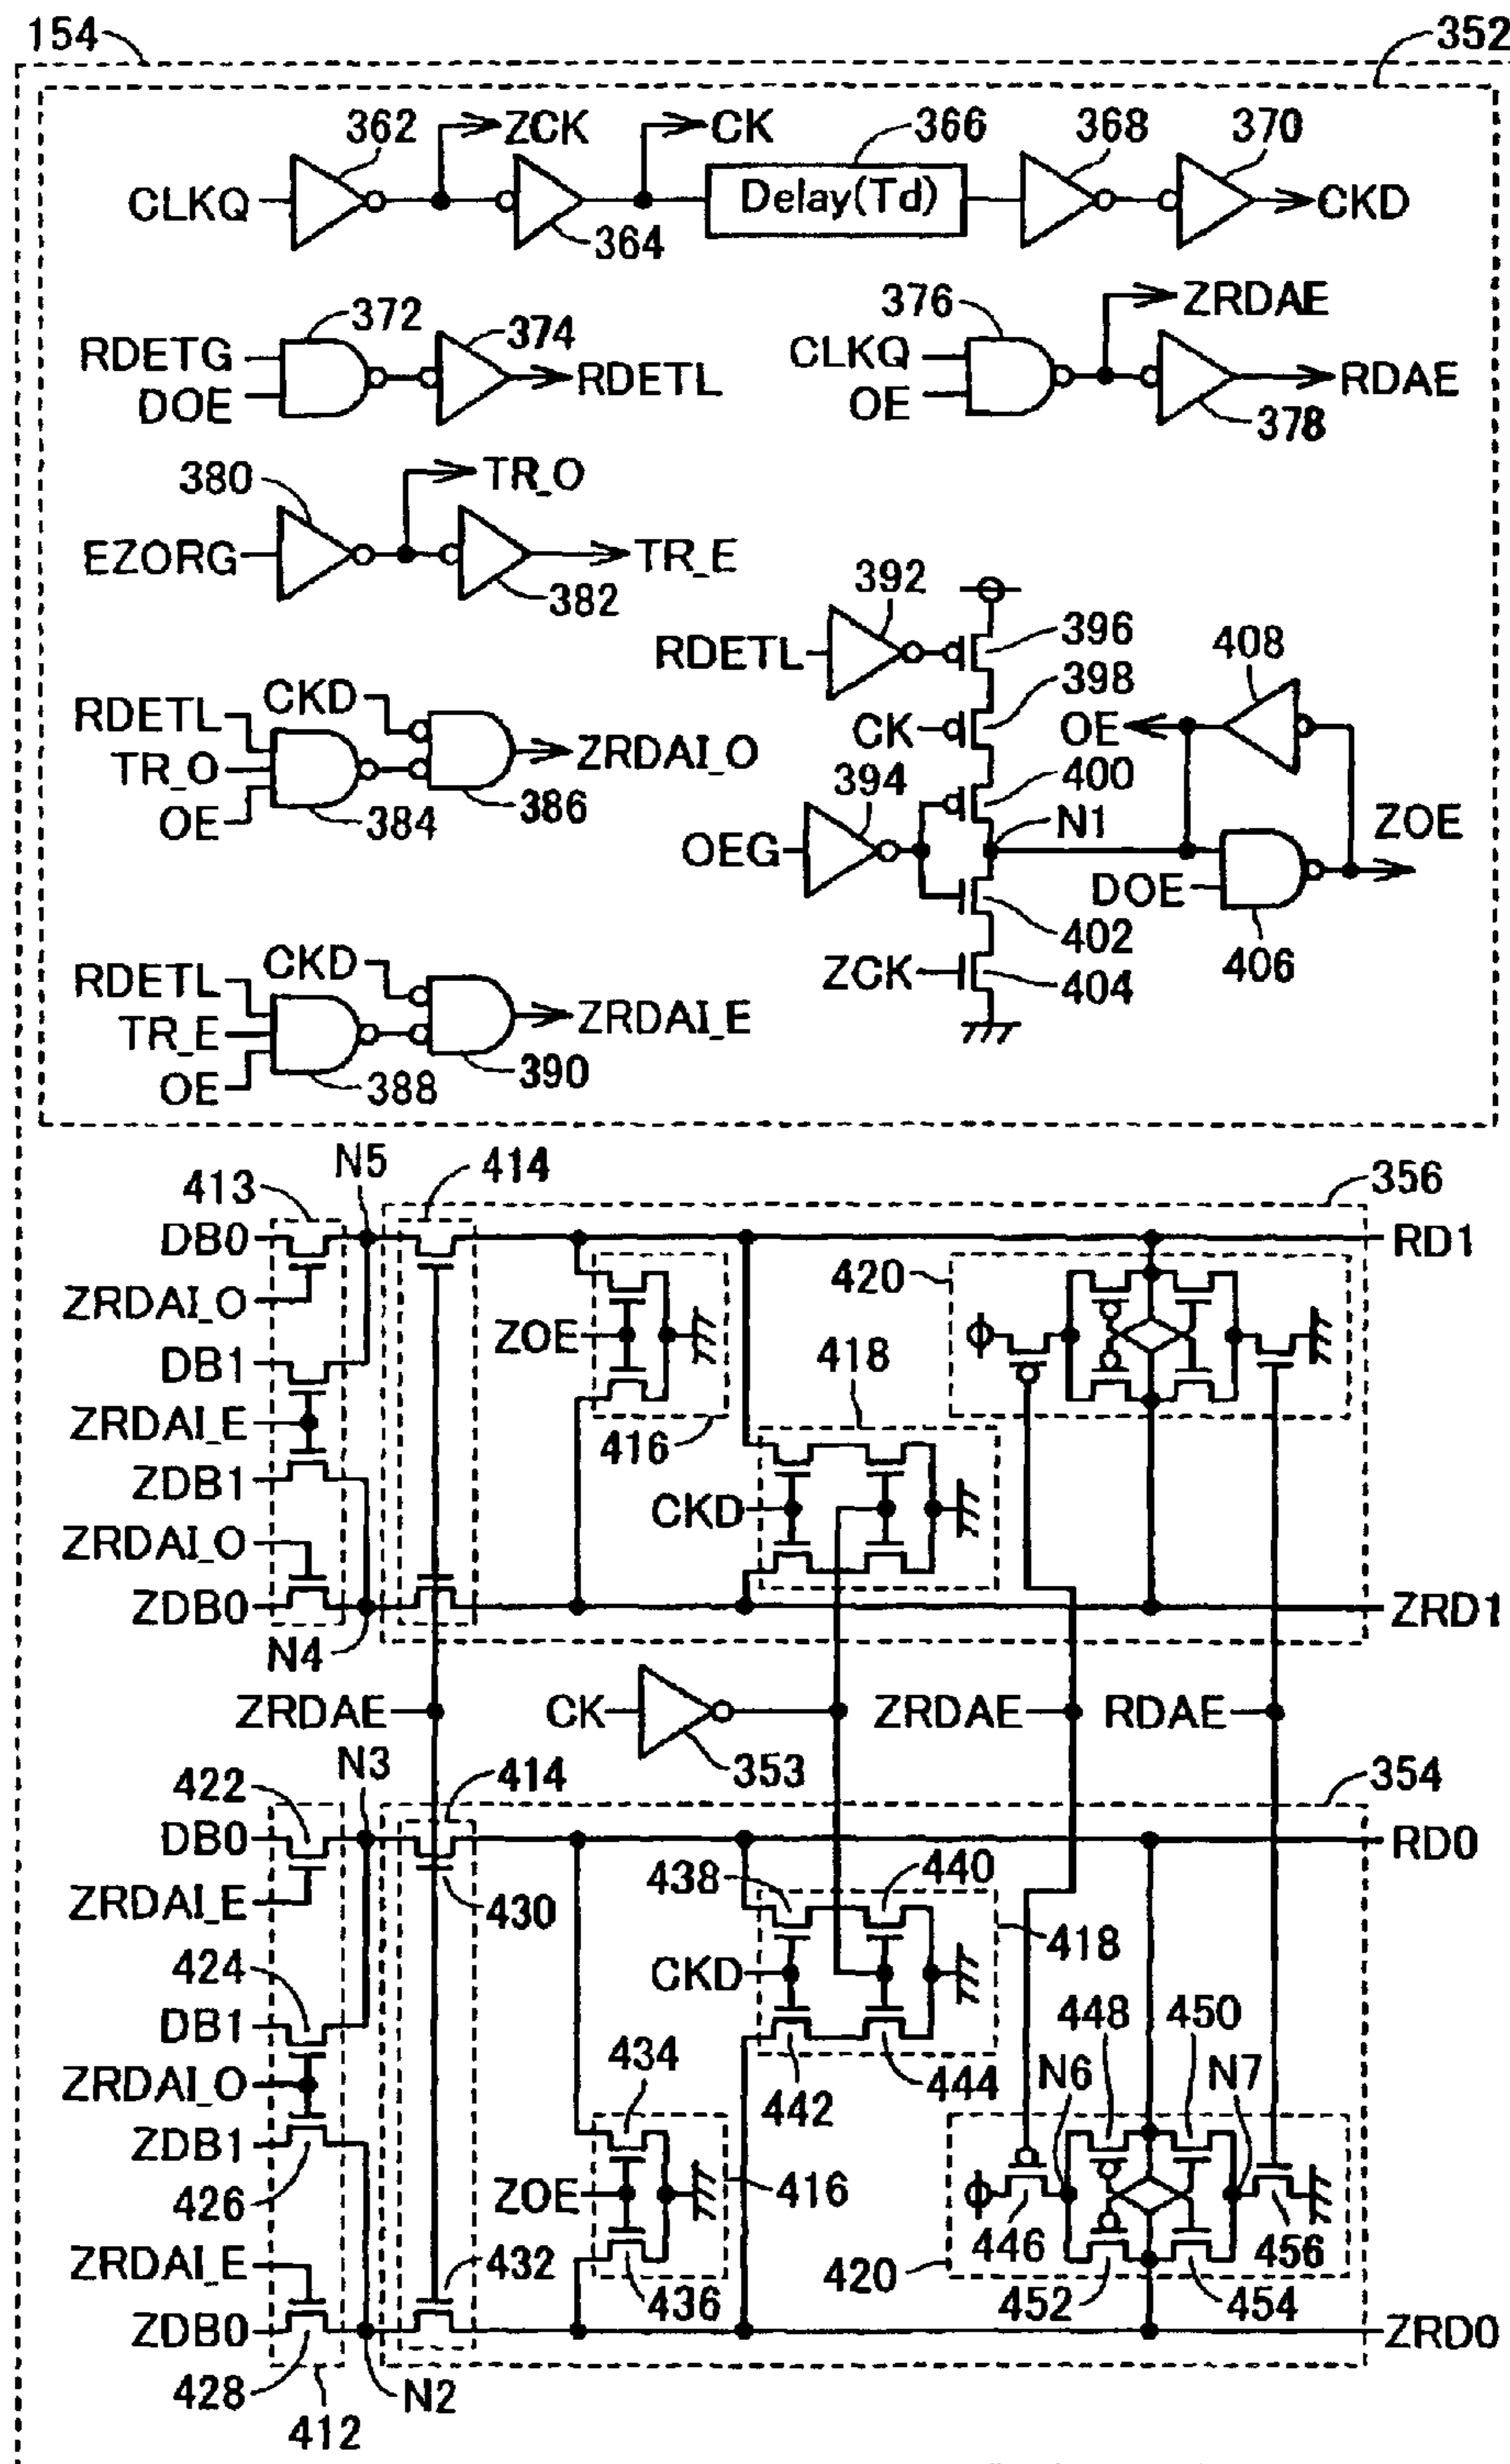 154
352
362
ZCK
CK
366
368
370
CLKQ
364
Delay(Td)
CKD
372
374
376
ZRDAE
RDETG
DOE
RDETL
CLKQ
OE
RDAE
378
380
TR_O
EZORG
TR_E
382
392
RDETL
396
408
398
RDETL
CKD
TR_O
ZRDAI_O
OE
384
386
CK
OE
394
400
N1
ZOE
OEG
DOE
402
406
ZCK
404
RDETL
CKD
TR_E
ZRDAI_E
OE
388
390
N5
413
414
356
DB0
RD1
ZRDAI_O
420
ZOE
418
DB1
ZRDAI_E
416
ZDB1
CKD
ZRDAI_O
ZDB0
ZRD1
N4
ZRDAE
CK
353
ZRDAE
RDAE
N3
422
414
354
DB0
RD0
ZRDAI_E
430
438
440
418
424
CKD
DB1
448
450
434
N6
N7
ZRDAI_O
442
444
ZDB1
ZOE
416
426
446
456
ZRDAI_E
432
436
420
452
454
ZDB0
ZRD0
428
N2
412